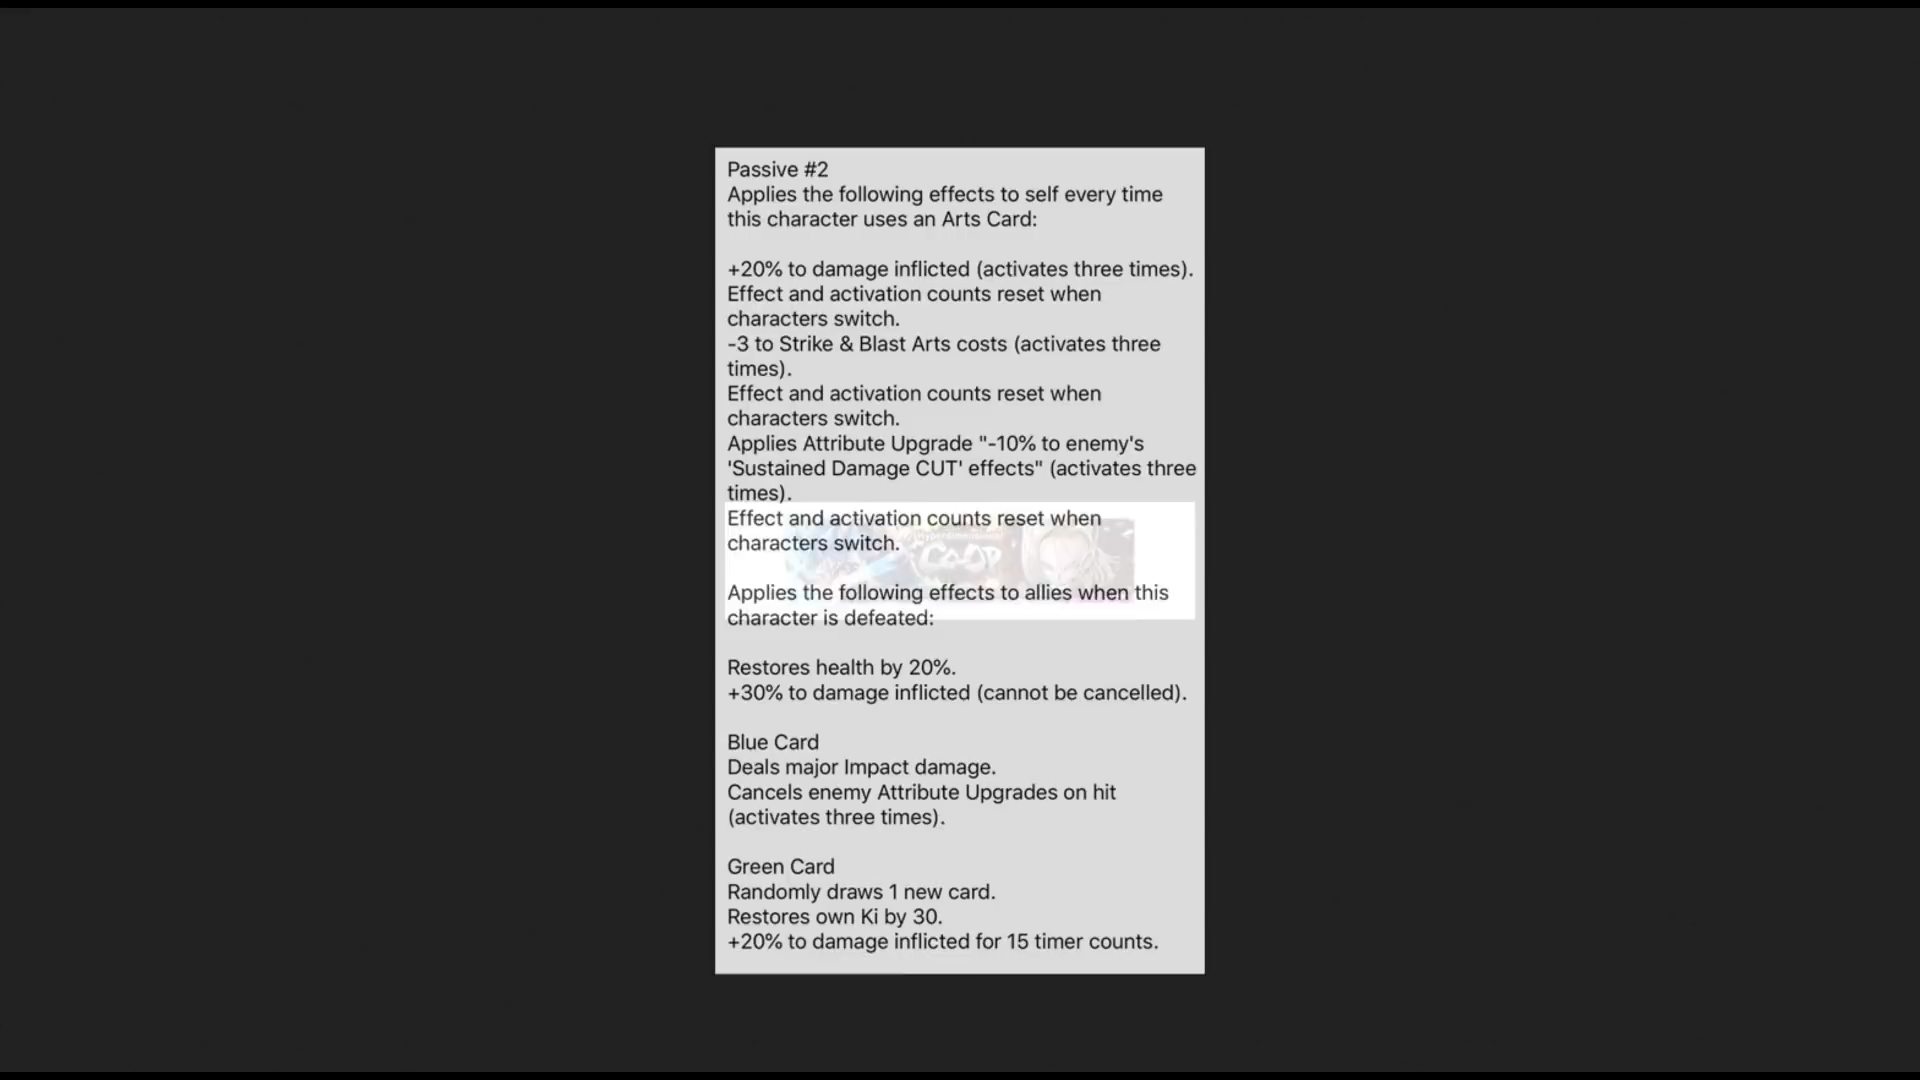 Passive #2
Applies the following effects to self every time
this character uses an Arts Card:
+20% to damage inflicted (activates three times).
Effect and activation counts reset when
characters switch.
-3 to Strike & Blast Arts costs (activates three
times).
Effect and activation counts reset when
characters switch.
Applies Attribute Upgrade "-10% to enemy's
'Sustained Damage CUT' effects" (activates three
times).
Effect and activation counts reset when
characters switch.
CO-OP
Applies the following effects to allies when this
character is defeated:
Restores health by 20%.
+30% to damage inflicted (cannot be cancelled).
Blue Card
Deals major Impact damage.
Cancels enemy Attribute Upgrades on hit
(activates three times).
Green Card
Randomly draws 1 new card.
Restores own Ki by 30.
+20% to damage inflicted for 15 timer counts.